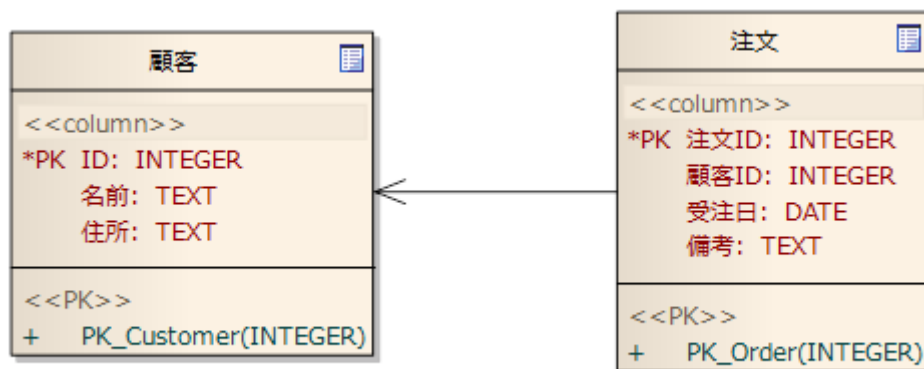 顧客
<<column>>
*PK ID: INTEGER
名前: TEXT
住所: TEXT
<<PK>>
+ PK_Customer(INTEGER)
注文
<<column>>
*PK 注文ID: INTEGER
顧客ID: INTEGER
受注日: DATE
備考: TEXT
<<PK>>
+ PK_Order(INTEGER)